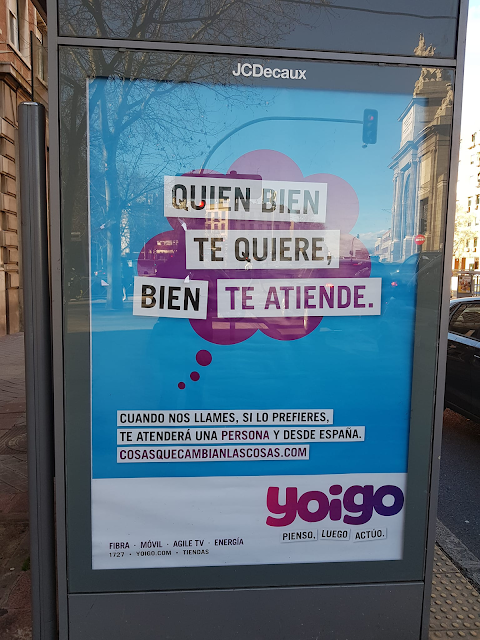 JCDecaux
QUIEN BIEN
TE QUIERE,
BIEN TE ATIENDE.
CUANDO NOS LLAMES, SI LO PREFIERES,
TE ATENDERÁ UNA PERSONA Y DESDE ESPAÑA.
COSASQUECAMBIANLASCOSAS.COM
yoigo
PIENSO, LUEGO ACTÚO.
FIBRA · MÓVIL · AGILE TV · ENERGÍA
1727 · YOIGO.COM · TIENDAS